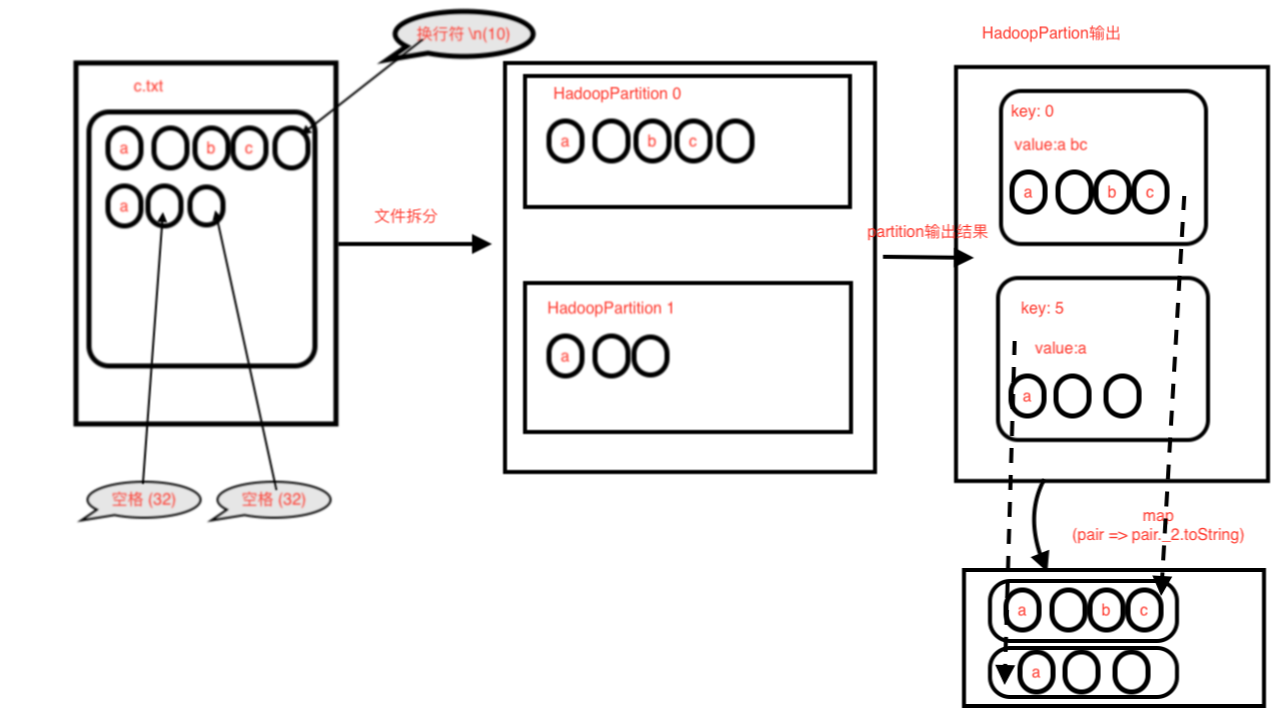 换行符 \n(10)
c.txt
a b c
a
空格 (32)
空格 (32)
文件拆分
HadoopPartition 0
a b c
HadoopPartition 1
a
partition输出结果
HadoopPartion输出
key: 0
value:a bc
a b c
key: 5
value:a
a
map
(pair => pair._2.toString)
a b c
a